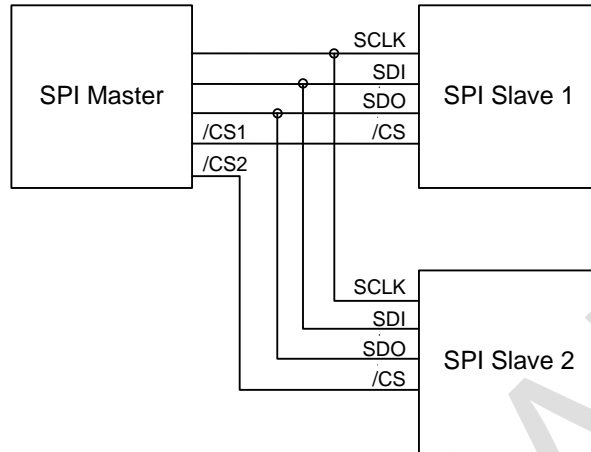 SPI Master
/CS1
/CS2
SCLK
SDI
SDO
/CS
SPI Slave 1
SCLK
SDI
SDO
/CS
SPI Slave 2